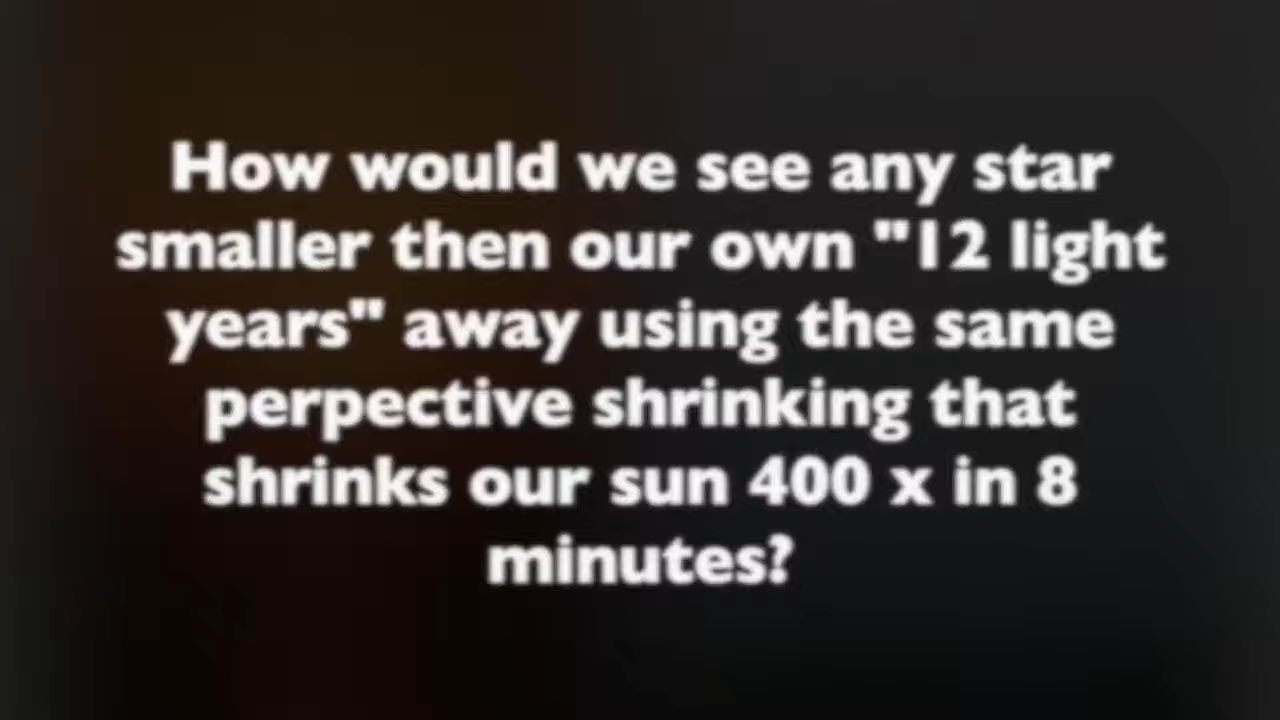 How would we see any star
smaller then our own "12 light
years" away using the same
perpective shrinking that
shrinks our sun 400 x in 8
minutes?